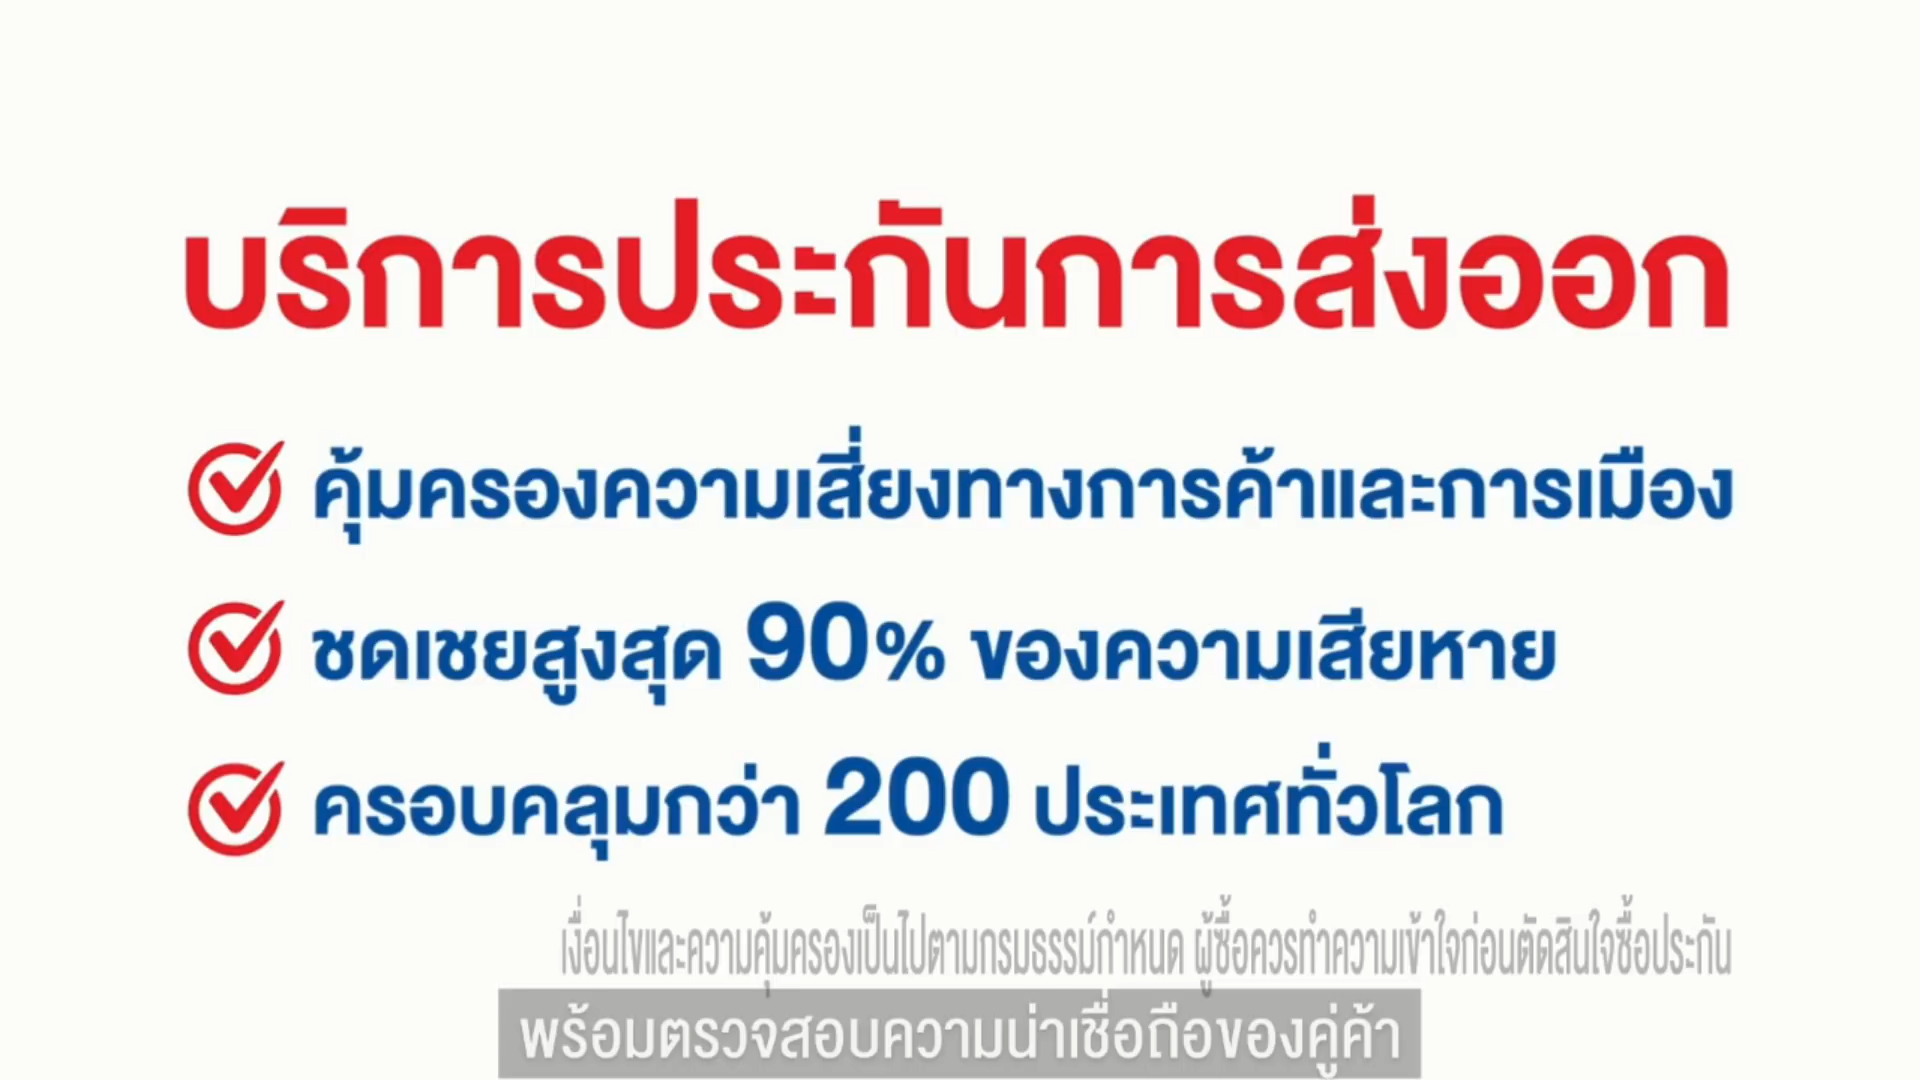 บริการประกันการส่งออก
คุ้มครองความเสี่ยงทางการค้าและการเมือง
ชดเชยสูงสุด 90% ของความเสียหาย
ครอบคลุมกว่า 200 ประเทศทั่วโลก
เงื่อนไขและความคุ้มครองเป็นไปตามกรมธรรม์กำหนด ผู้ซื้อควรทำความเข้าใจก่อนตัดสินใจซื้อประกัน
พร้อมตรวจสอบความน่าเชื่อถือของคู่ค้า